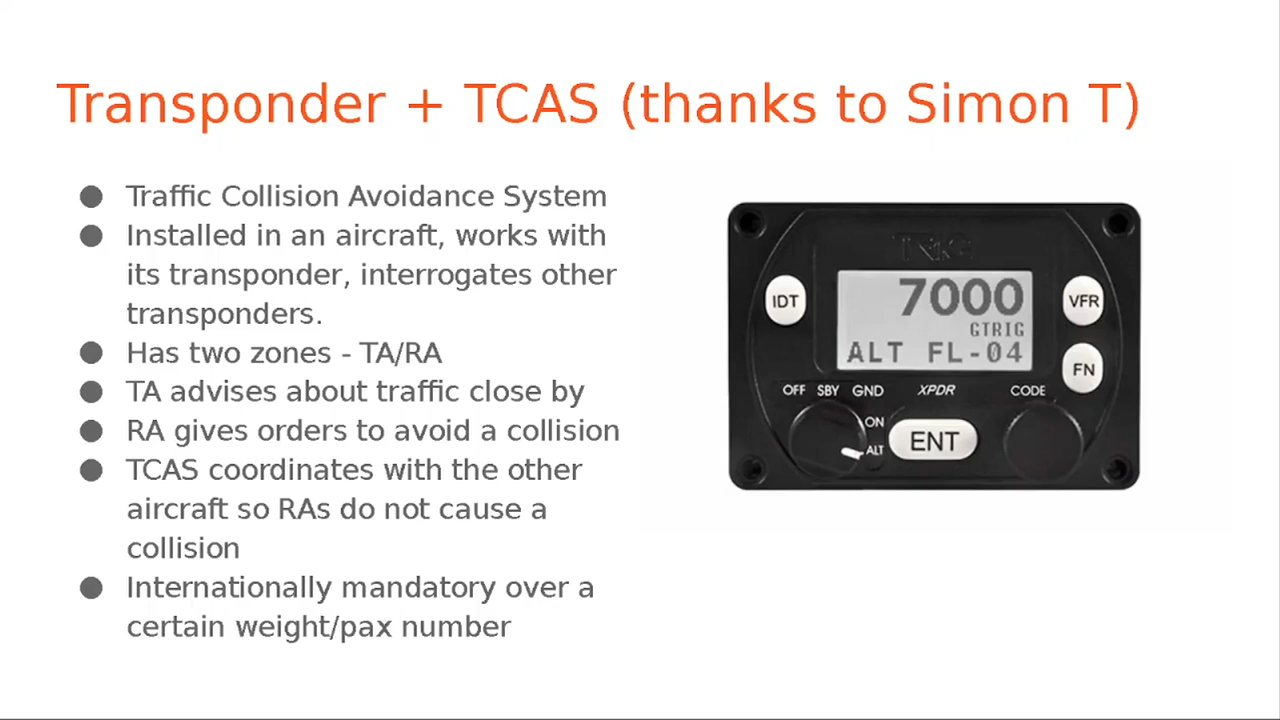 Transponder + TCAS (thanks to Simon T)
● Traffic Collision Avoidance System
● Installed in an aircraft, works with
its transponder, interrogates other
transponders.
● Has two zones - TA/RA
● TA advises about traffic close by
● RA gives orders to avoid a collision
● TCAS coordinates with the other
aircraft so RAs do not cause a
collision
● Internationally mandatory over a
certain weight/pax number
TRIG
IDT
7000
VFR
GTRIG
ALT FL-04
FN
OFF SBY GND XPDR CODE
ON
ENT
ALT